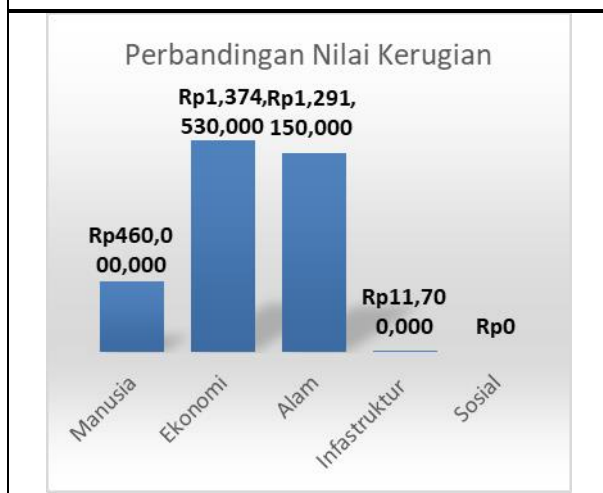 Perbandingan Nilai Kerugian
Rp1,374,
530,000
Rp1,291,
150,000
Rp460,0
00,000
Rp11,70
0,000
Rp0
Manusia
Ekonomi
Alam
Infastruktur
Sosial